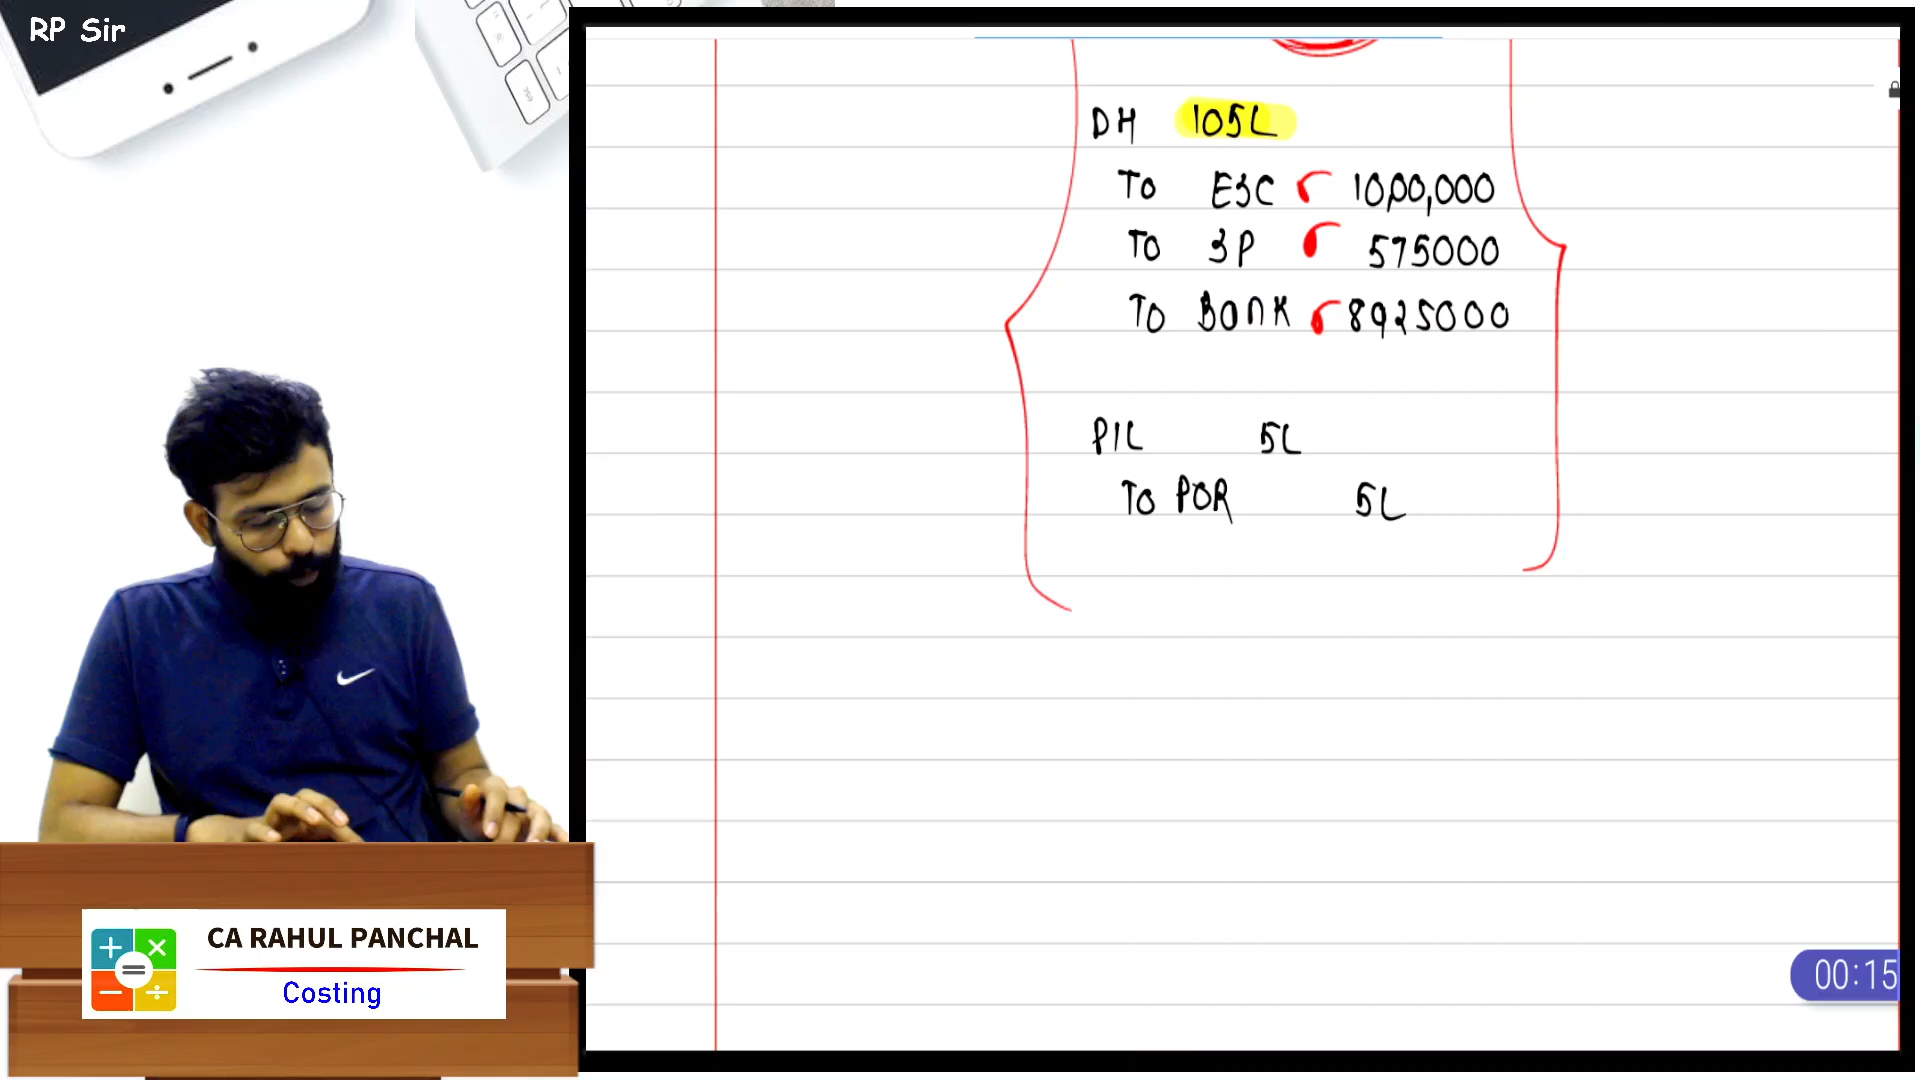 RP Sir
DH 105L
TO ESC 10,00,000
TO SP 575000
TO BANK 8925000
P/L 5L
TO POR 5L
CA RAHUL PANCHAL
Costing
00:15